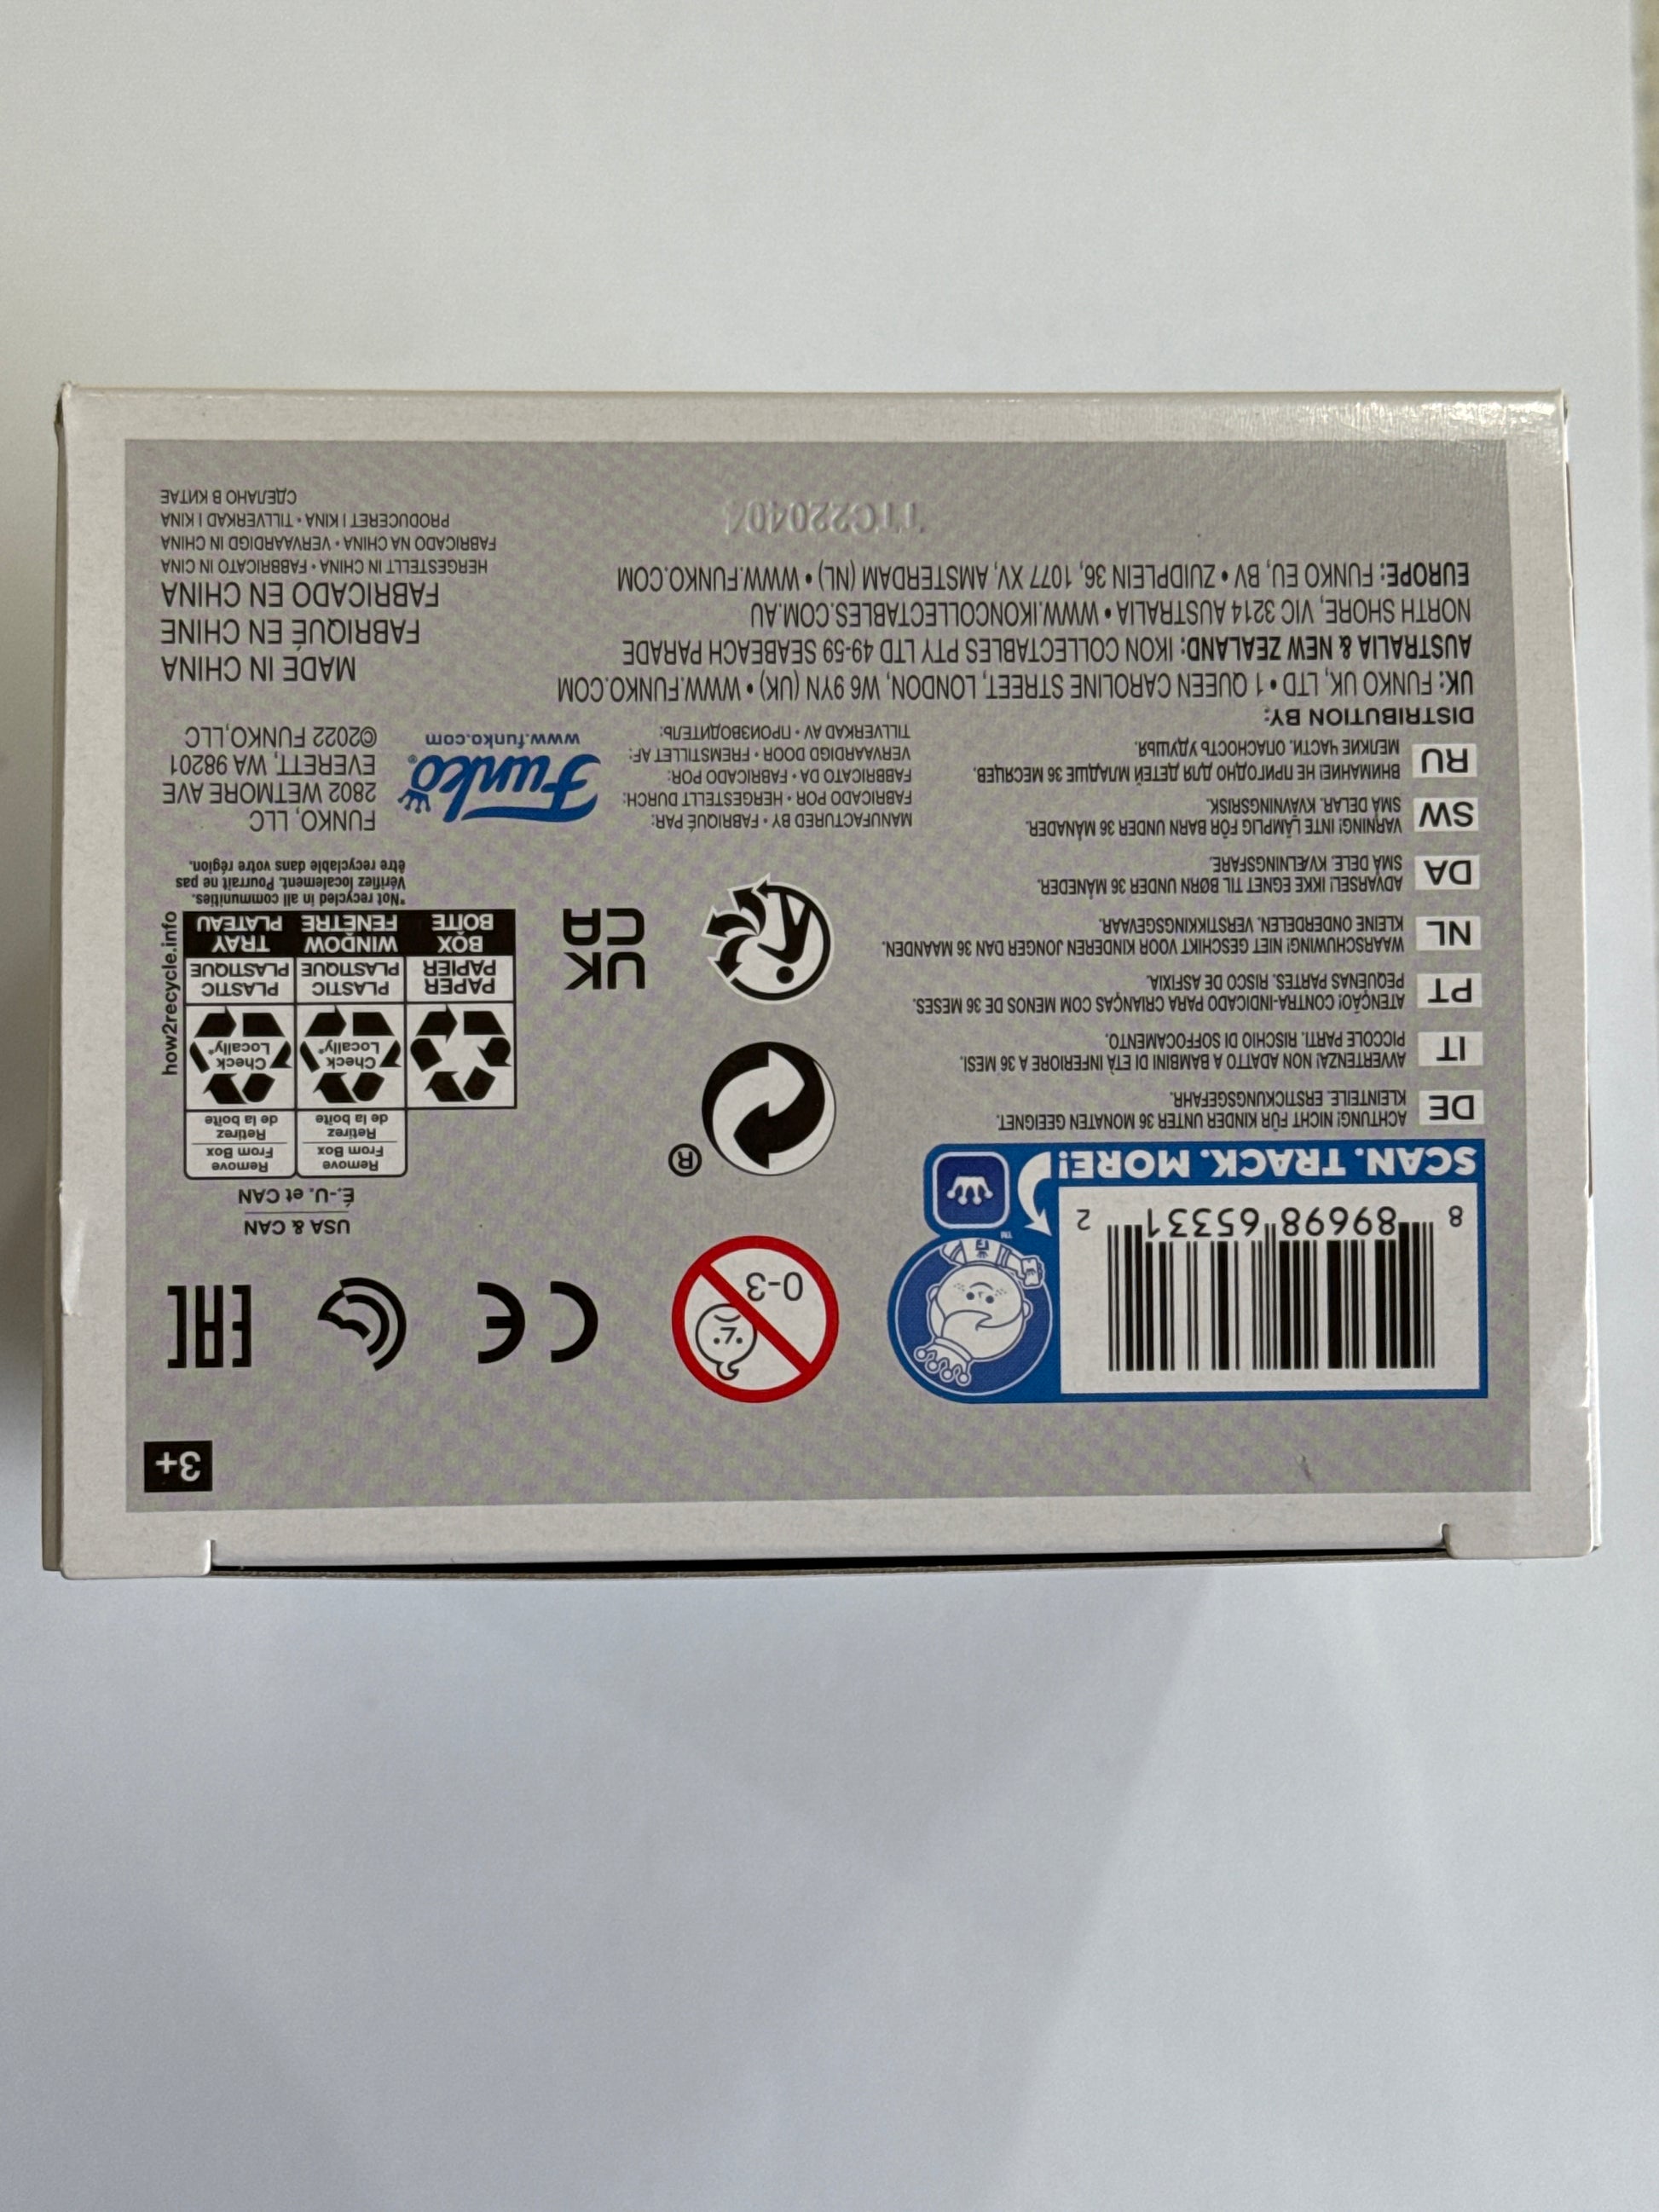 3+
8 89698 65331 2
SCAN. TRACK. MORE!
™
0-3
CE
EAC
®
USA & CAN
É.-U. et CAN
Remove From Box
Retirez de la boîte
Remove From Box
Retirez de la boîte
Check Locally*
Check Locally*
PAPER
PAPIER
PLASTIC
PLASTIQUE
PLASTIC
PLASTIQUE
BOX
BOÎTE
WINDOW
FENÊTRE
TRAY
PLATEAU
*Not recycled in all communities.
Vérifiez localement. Pourrait ne pas
être recyclable dans votre région.
how2recycle.info
UK
CA
DE
ACHTUNG! NICHT FÜR KINDER UNTER 36 MONATEN GEEIGNET.
KLEINTEILE. ERSTICKUNGSGEFAHR.
IT
AVVERTENZA! NON ADATTO A BAMBINI DI ETÀ INFERIORE A 36 MESI.
PICCOLE PARTI. RISCHIO DI SOFFOCAMENTO.
PT
ATENÇÃO! CONTRA-INDICADO PARA CRIANÇAS COM MENOS DE 36 MESES.
PEQUENAS PARTES. RISCO DE ASFIXIA.
NL
WAARSCHUWING! NIET GESCHIKT VOOR KINDEREN JONGER DAN 36 MAANDEN.
KLEINE ONDERDELEN. VERSTIKKINGSGEVAAR.
DA
ADVARSEL! IKKE EGNET TIL BØRN UNDER 36 MÅNEDER.
SMÅ DELE. KVÆLNINGSFARE.
SW
VARNING! INTE LÄMPLIG FÖR BARN UNDER 36 MÅNADER.
SMÅ DELAR. KVÄVNINGSRISK.
RU
ВНИМАНИЕ! НЕ ПРИГОДНО ДЛЯ ДЕТЕЙ МЛАДШЕ 36 МЕСЯЦЕВ.
МЕЛКИЕ ЧАСТИ. ОПАСНОСТЬ УДУШЬЯ.
MANUFACTURED BY • FABRIQUÉ PAR:
FABRICADO POR • HERGESTELLT DURCH:
FABBRICATO DA • FABRICADO POR:
VERVAARDIGD DOOR • FREMSTILLET AF:
TILLVERKAD AV • ПРОИЗВОДИТЕЛЬ:
Funko®
www.funko.com
FUNKO, LLC
2802 WETMORE AVE
EVERETT, WA 98201
©2022 FUNKO,LLC
DISTRIBUTION BY:
UK: FUNKO UK, LTD • 1 QUEEN CAROLINE STREET, LONDON, W6 9YN (UK) • WWW.FUNKO.COM
AUSTRALIA & NEW ZEALAND: IKON COLLECTABLES PTY LTD 49-59 SEABEACH PARADE
NORTH SHORE, VIC 3214 AUSTRALIA • WWW.IKONCOLLECTABLES.COM.AU
EUROPE: FUNKO EU, BV • ZUIDPLEIN 36, 1077 XV, AMSTERDAM (NL) • WWW.FUNKO.COM
MADE IN CHINA
FABRIQUÉ EN CHINE
FABRICADO EN CHINA
HERGESTELLT IN CHINA • FABBRICATO IN CINA
FABRICADO NA CHINA • VERVAARDIGD IN CHINA
PRODUCERET I KINA • TILLVERKAD I KINA
СДЕЛАНО В КИТАЕ